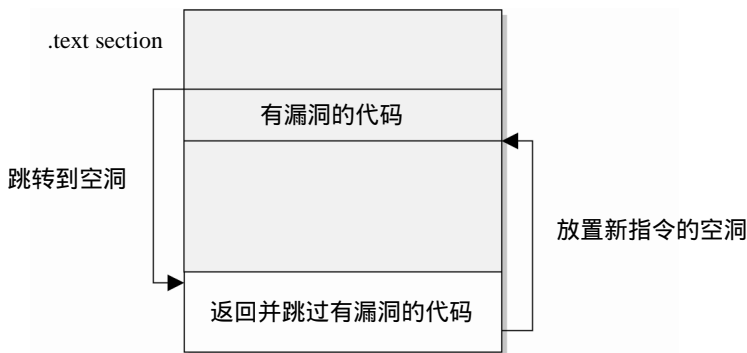 .text section
有漏洞的代码
跳转到空洞
放置新指令的空洞
返回并跳过有漏洞的代码